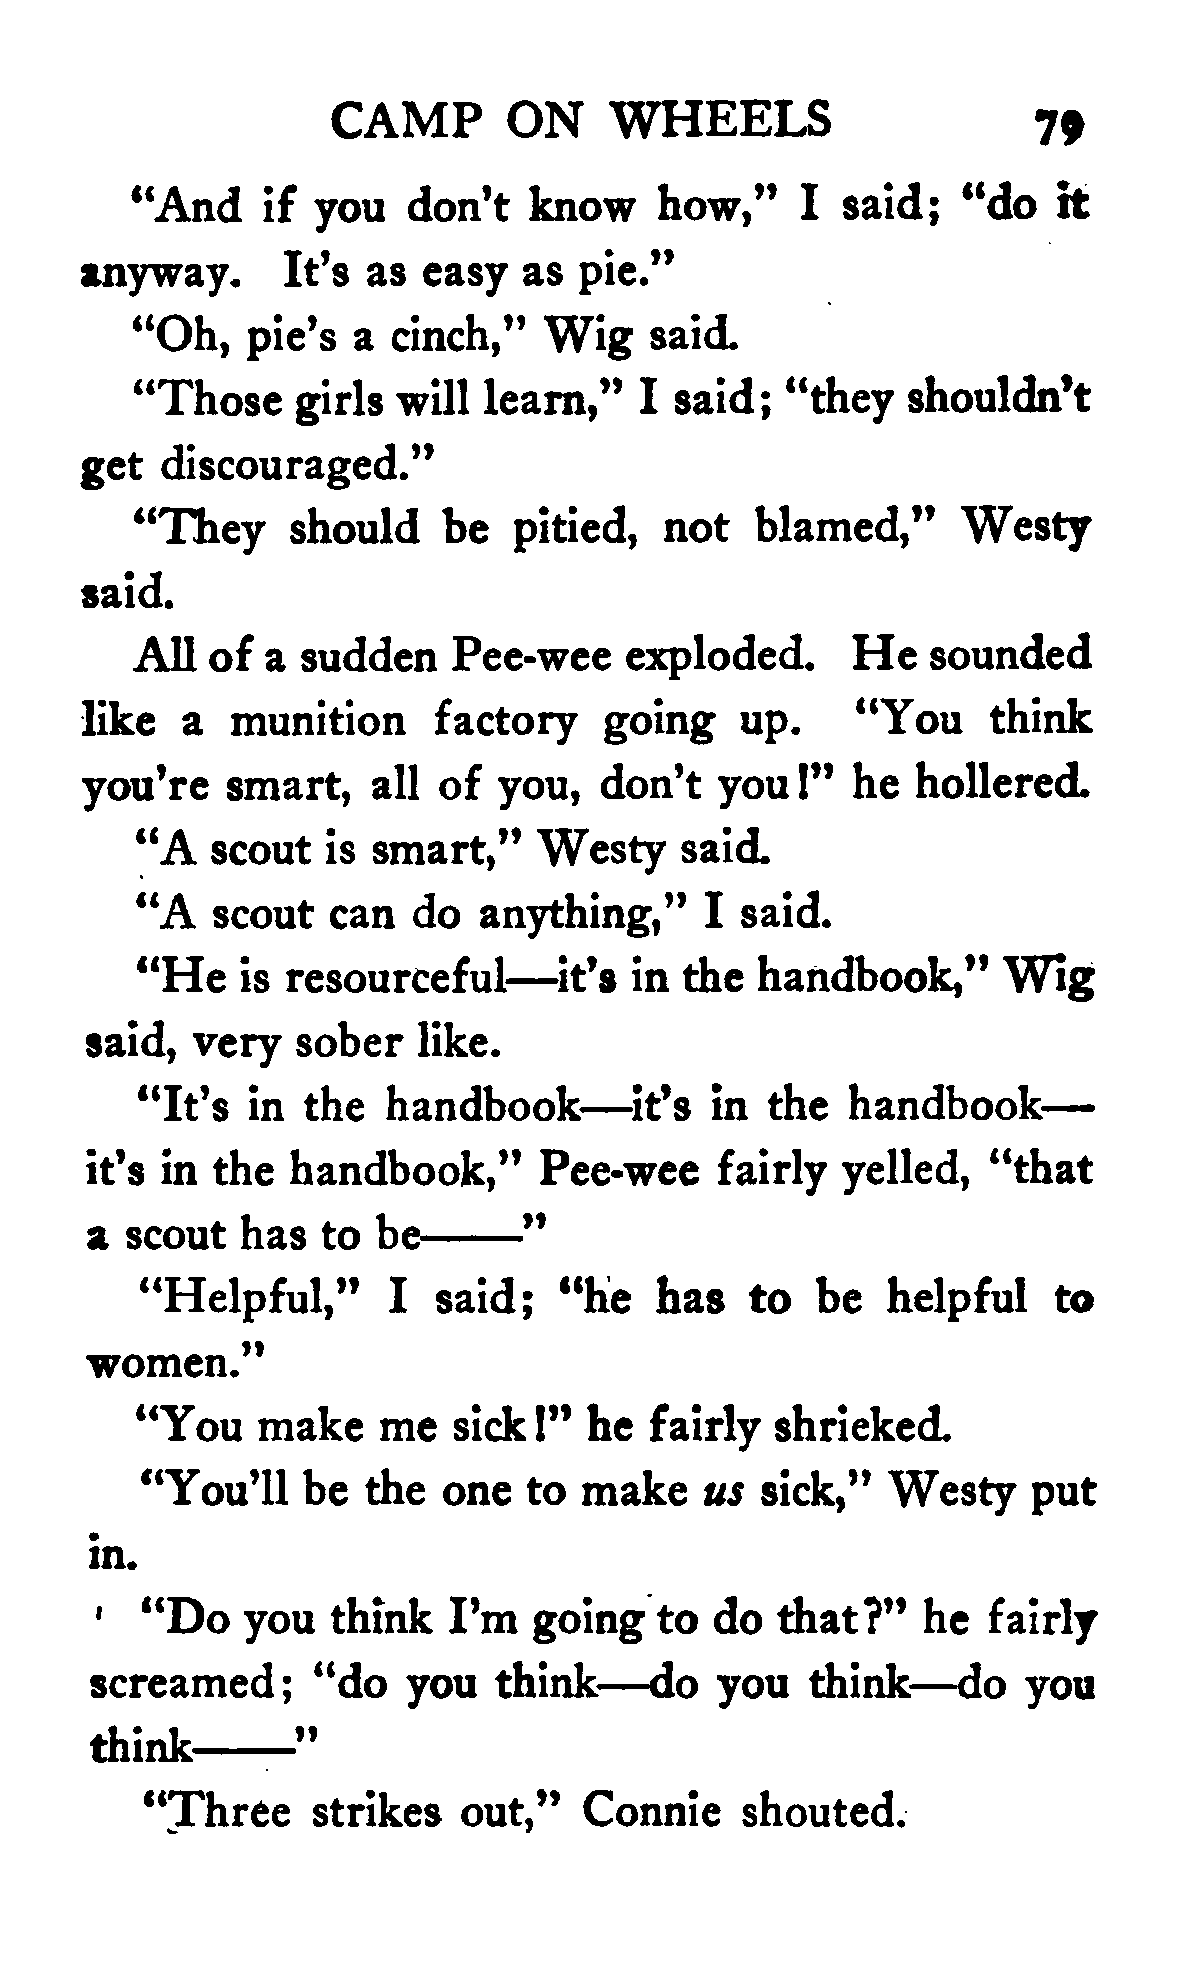 CAMP ON WHEELS 79
“And if you don’t know how,” I said; “do it
anyway. It’s as easy as pie.”
“Oh, pie’s a cinch,” Wig said.
“Those girls will learn,” I said; “they shouldn’t
get discouraged.”
“They should be pitied, not blamed,” Westy
said.
All of a sudden Pee-wee exploded. He sounded
like a munition factory going up. “You think
you’re smart, all of you, don’t you!” he hollered.
“A scout is smart,” Westy said.
“A scout can do anything,” I said.
“He is resourceful—it’s in the handbook,” Wig
said, very sober like.
“It’s in the handbook—it’s in the handbook—
it’s in the handbook,” Pee-wee fairly yelled, “that
a scout has to be——”
“Helpful,” I said; “he has to be helpful to
women.”
“You make me sick!” he fairly shrieked.
“You’ll be the one to make us sick,” Westy put
in.
“Do you think I’m going to do that?” he fairly
screamed; “do you think—do you think—do you
think——”
“Three strikes out,” Connie shouted.